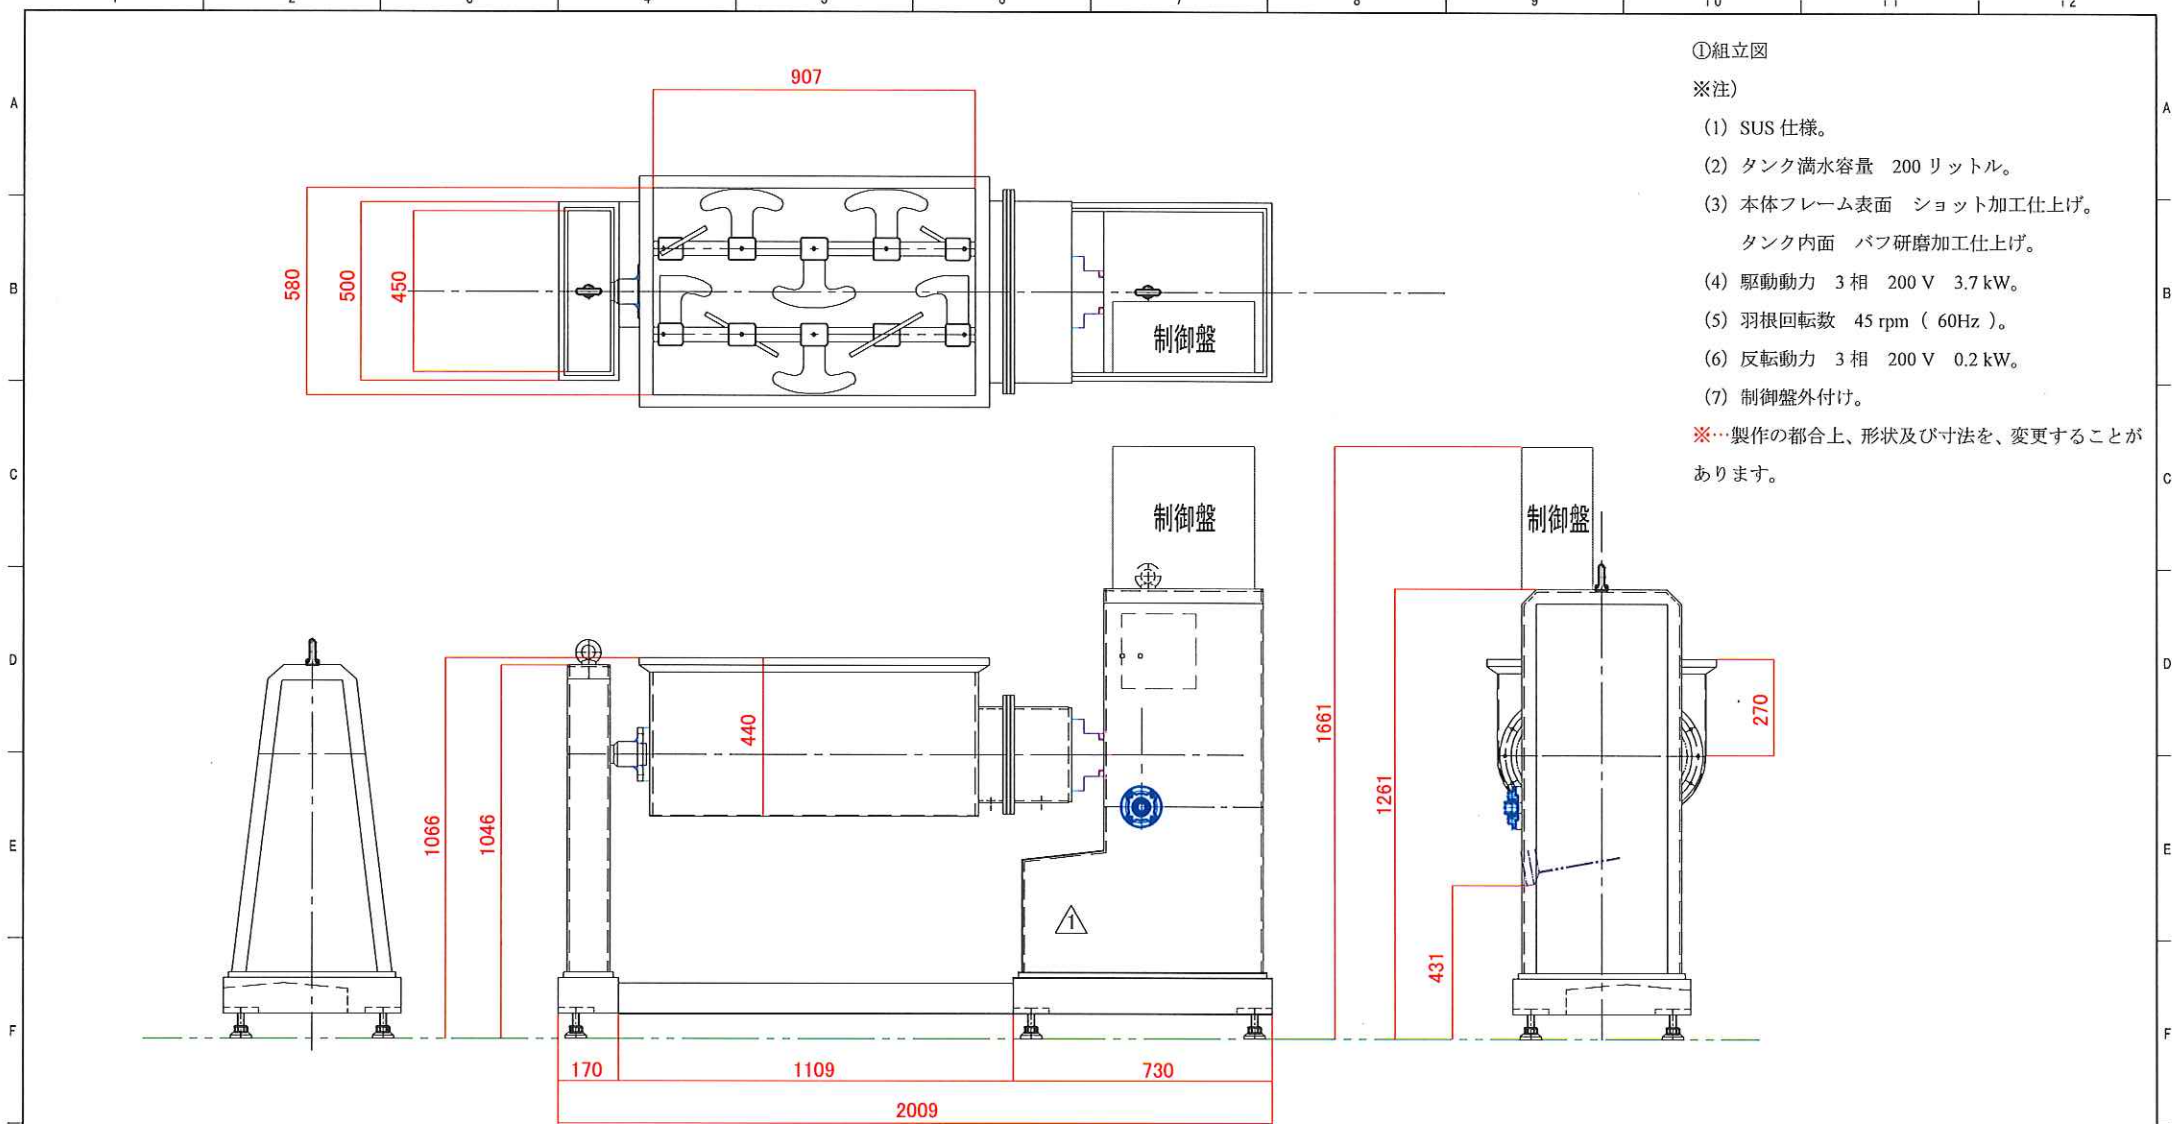 ①組立図
※注)
(1) SUS 仕様。
(2) タンク満水容量 200 リットル。
(3) 本体フレーム表面 ショット加工仕上げ。
タンク内面 バフ研磨加工仕上げ。
(4) 駆動動力 3 相 200 V 3.7 kW。
(5) 羽根回転数 45 rpm ( 60Hz )。
(6) 反転動力 3 相 200 V 0.2 kW。
(7) 制御盤外付け。
※…製作の都合上、形状及び寸法を、変更することが
あります。
907
580
500
450
制御盤
制御盤
制御盤
440
1066
1046
1661
1261
431
270
1
170
1109
730
2009
A
B
C
D
E
F
A
B
C
D
E
F